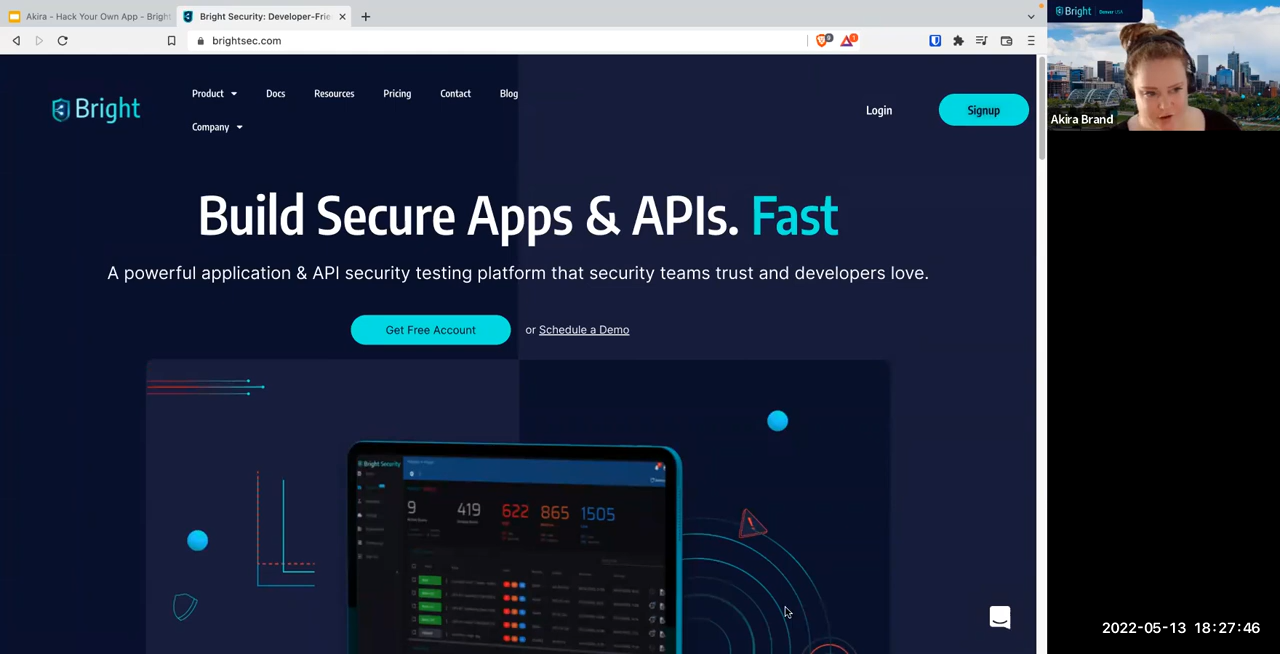 Akira - Hack Your Own App - Bright
Bright Security: Developer-Frie
brightsec.com
Bright
Product
Docs
Resources
Pricing
Contact
Blog
Company
Login
Signup
Build Secure Apps & APIs. Fast
A powerful application & API security testing platform that security teams trust and developers love.
Get Free Account
or Schedule a Demo
Bright Security
9
419
622
865
1505
Bright
Denver USA
Akira Brand
2022-05-13 18:27:46